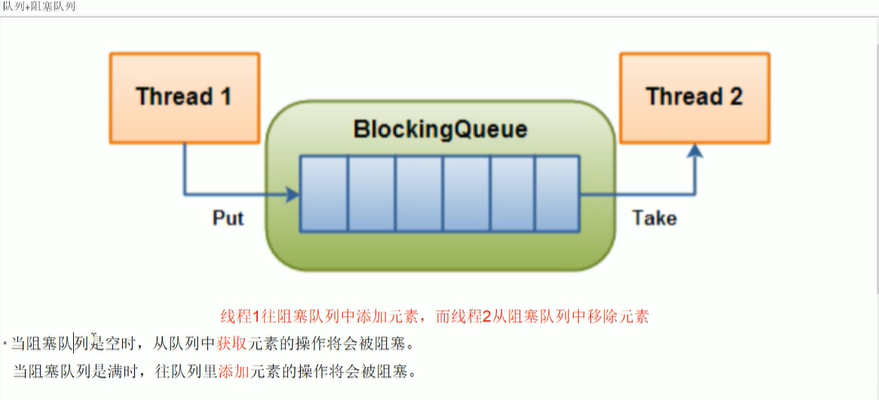 队列+阻塞队列
Thread 1
Thread 2
BlockingQueue
Put
Take
线程1往阻塞队列中添加元素，而线程2从阻塞队列中移除元素
·当阻塞队列是空时，从队列中获取元素的操作将会被阻塞。
当阻塞队列是满时，往队列里添加元素的操作将会被阻塞。